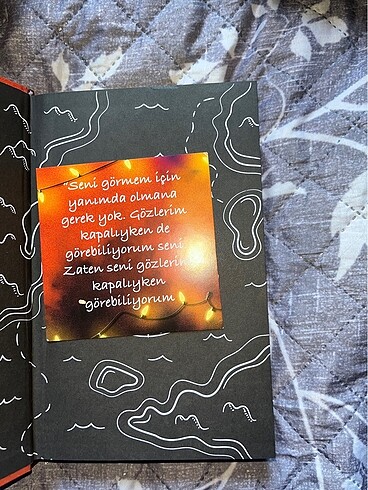 "Seni görmem için
yanımda olmana
gerek yok. Gözlerim
kapalıyken de
görebiliyorum seni.
Zaten seni gözlerim
kapalıyken
görebiliyorum